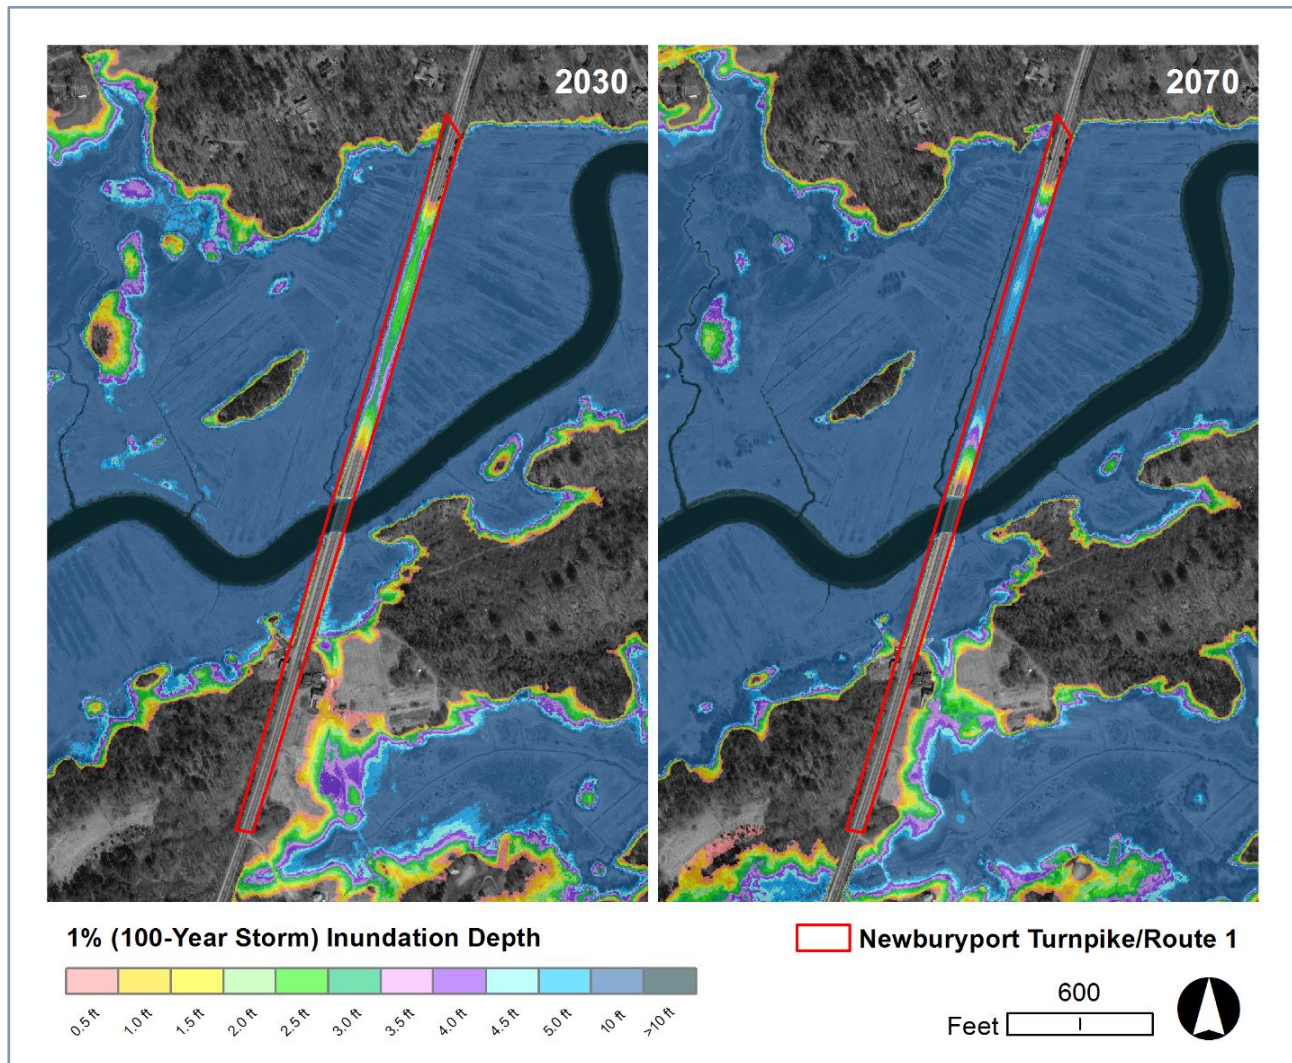 2030
2070
1% (100-Year Storm) Inundation Depth
0.5 ft
1.0 ft
1.5 ft
2.0 ft
2.5 ft
3.0 ft
3.5 ft
4.0 ft
4.5 ft
5.0 ft
10 ft
>10 ft
Newburyport Turnpike/Route 1
600
Feet